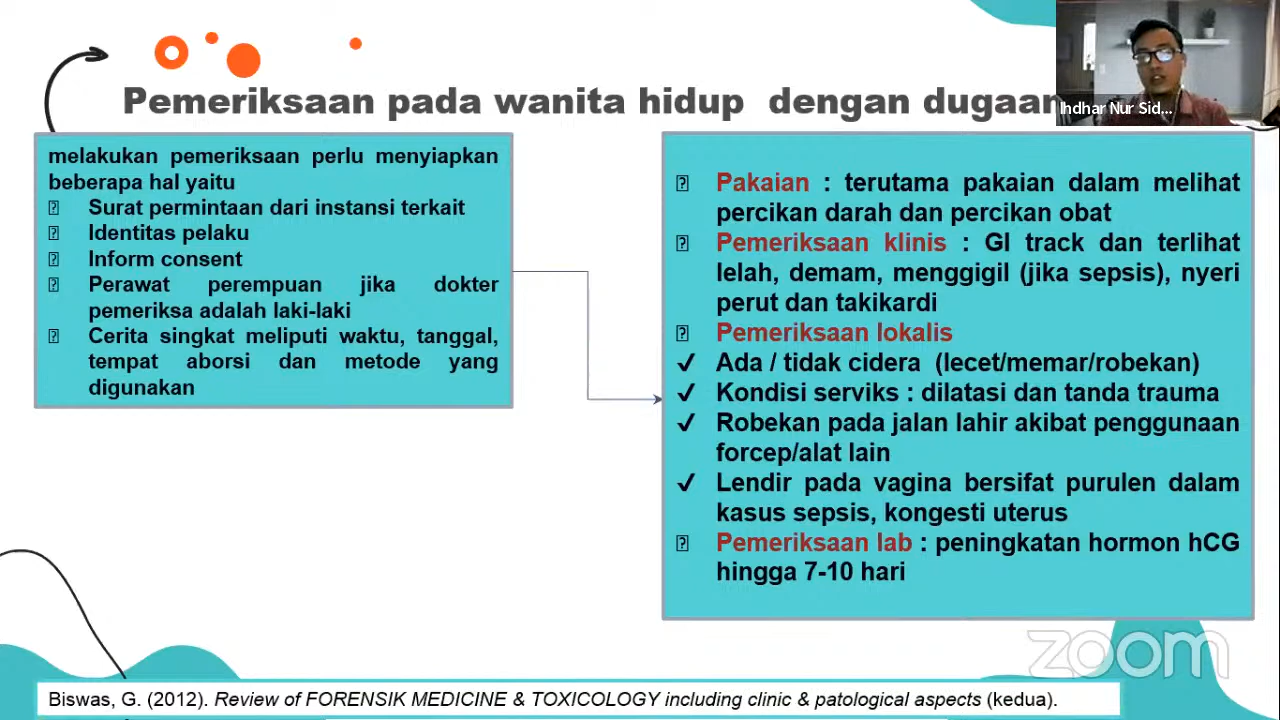 Pemeriksaan pada wanita hidup dengan dugaan
Ihdhar Nur Sid...
melakukan pemeriksaan perlu menyiapkan
beberapa hal yaitu
Surat permintaan dari instansi terkait
Identitas pelaku
Inform consent
Perawat perempuan jika dokter
pemeriksa adalah laki-laki
Cerita singkat meliputi waktu, tanggal,
tempat aborsi dan metode yang
digunakan
Pakaian : terutama pakaian dalam melihat
percikan darah dan percikan obat
Pemeriksaan klinis : GI track dan terlihat
lelah, demam, menggigil (jika sepsis), nyeri
perut dan takikardi
Pemeriksaan lokalis
✓ Ada / tidak cidera (lecet/memar/robekan)
✓ Kondisi serviks : dilatasi dan tanda trauma
✓ Robekan pada jalan lahir akibat penggunaan
forcep/alat lain
✓ Lendir pada vagina bersifat purulen dalam
kasus sepsis, kongesti uterus
Pemeriksaan lab : peningkatan hormon hCG
hingga 7-10 hari
zoom
Biswas, G. (2012). Review of FORENSIK MEDICINE & TOXICOLOGY including clinic & patological aspects (kedua).